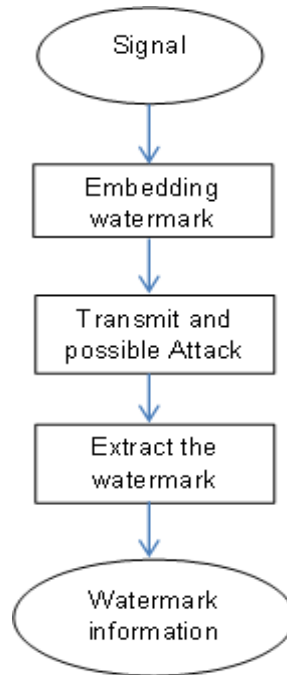 Signal
Embedding
watermark
Transmit and
possible Attack
Extract the
watermark
Watermark
information